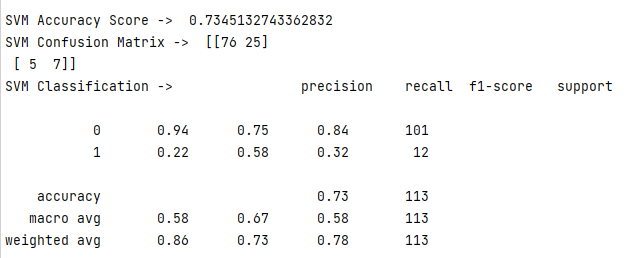 SVM Accuracy Score ->  0.7345132743362832
SVM Confusion Matrix ->  [[76 25]
 [ 5  7]]
SVM Classification ->                precision    recall  f1-score   support

           0       0.94      0.75      0.84       101
           1       0.22      0.58      0.32        12

    accuracy                           0.73       113
   macro avg       0.58      0.67      0.58       113
weighted avg       0.86      0.73      0.78       113